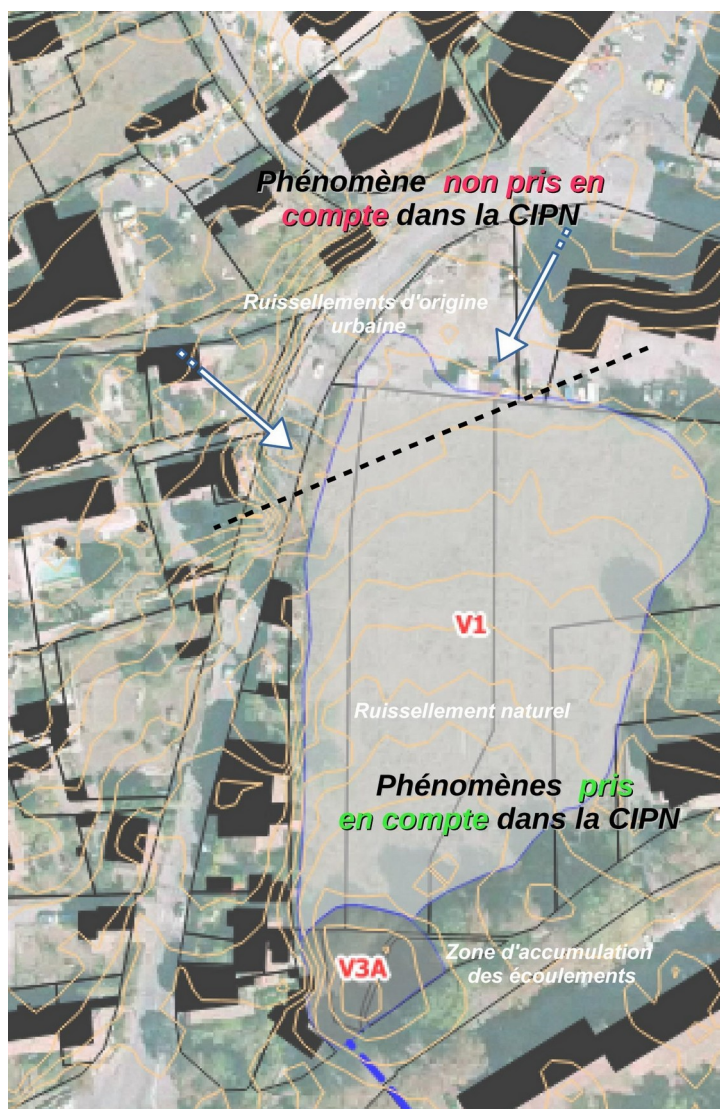 Phénomène non pris en
compte dans la CIPN
Ruissellements d'origine
urbaine
V1
Ruissellement naturel
Phénomènes pris
en compte dans la CIPN
Zone d'accumulation
des écoulements
V3A